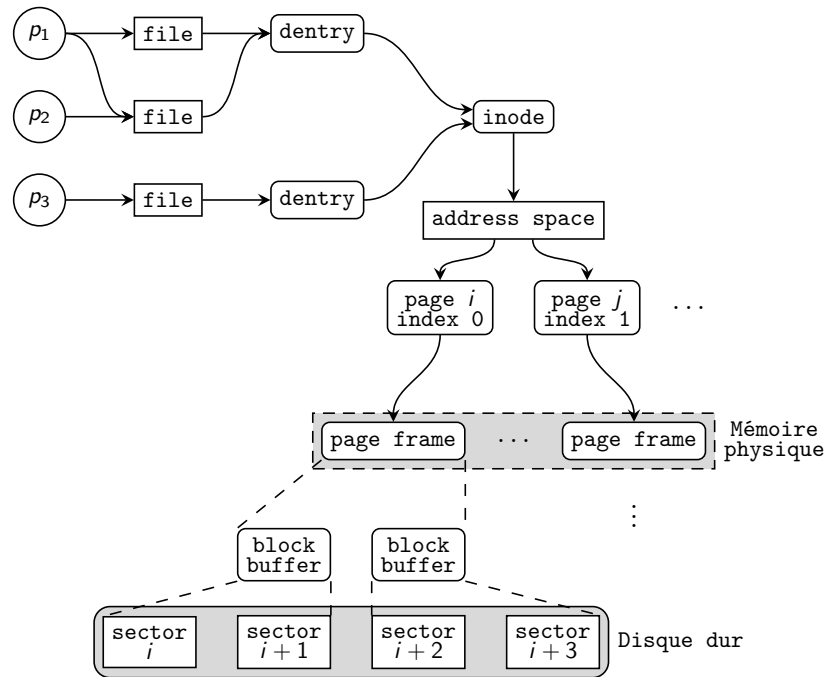 p1 file dentry
p2 file inode
p3 file dentry
address space
page i page j
index 0 index 1 ...
page frame ... page frame Mémoire
physique
⋮
block block
buffer buffer
sector sector sector sector
i i + 1 i + 2 i + 3 Disque dur